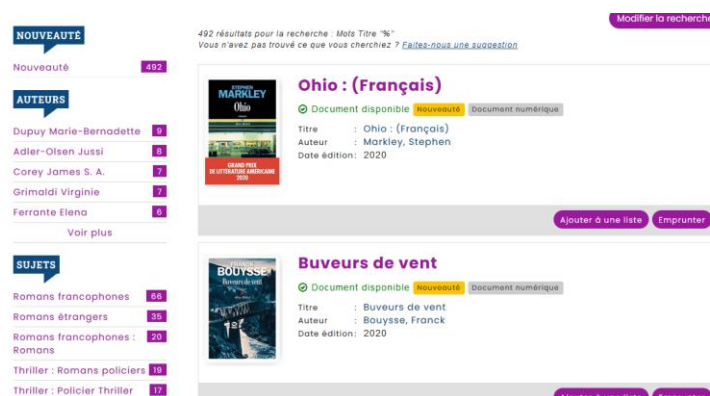 Modifier la recherche
NOUVEAUTÉ
Nouveauté 492
AUTEURS
Dupuy Marie-Bernadette 9
Adler-Olsen Jussi 8
Corey James S. A. 7
Grimaldi Virginie 7
Ferrante Elena 6
Voir plus
SUJETS
Romans francophones 66
Romans étrangers 35
Romans francophones : 20
Romans
Thriller : Romans policiers 19
Thriller : Policier Thriller 17
492 résultats pour la recherche : Mots Titre "%"
Vous n'avez pas trouvé ce que vous cherchiez ? Faites-nous une suggestion
STEPHEN
MARKLEY
Ohio
GRAND PRIX
DE LITTÉRATURE AMÉRICAINE
2020
Ohio : (Français)
Document disponible Nouveauté Document numérique
Titre : Ohio : (Français)
Auteur : Markley, Stephen
Date édition: 2020
Ajouter à une liste Emprunter
BOUYSSE
Buveurs de vent
Buveurs de vent
Document disponible Nouveauté Document numérique
Titre : Buveurs de vent
Auteur : Bouysse, Franck
Date édition: 2020
Ajouter à une liste Emprunter